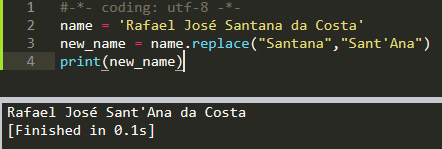 1 #-*- coding: utf-8 -*-
2 name = 'Rafael José Santana da Costa'
3 new_name = name.replace("Santana","Sant'Ana")
4 print(new_name)
Rafael José Sant'Ana da Costa
[Finished in 0.1s]